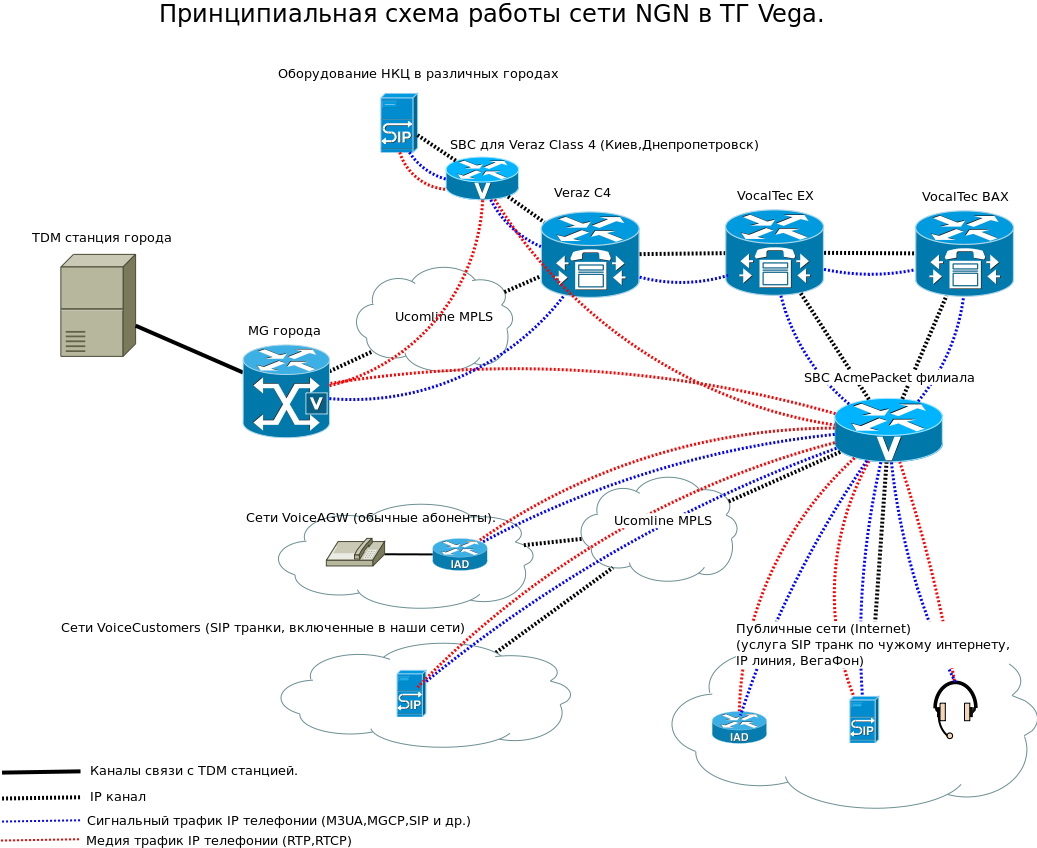 Принципиальная схема работы сети NGN в ТГ Vega.
Оборудование НКЦ в различных городах
SIP
SBC для Veraz Class 4 (Киев,Днепропетровск)
V
Veraz C4
VocalTec EX
VocalTec BAX
TDM станция города
Ucomline MPLS
MG города
V
SBC AcmePacket филиала
V
Сети VoiceAGW (обычные абоненты)
IAD
Ucomline MPLS
Сети VoiceCustomers (SIP транки, включенные в наши сети)
SIP
Публичные сети (Internet)
(услуга SIP транк по чужому интернету,
IP линия, ВегаФон)
IAD
SIP
Каналы связи с TDM станцией.
IP канал
Сигнальный трафик IP телефонии (M3UA,MGCP,SIP и др.)
Медия трафик IP телефонии (RTP,RTCP)